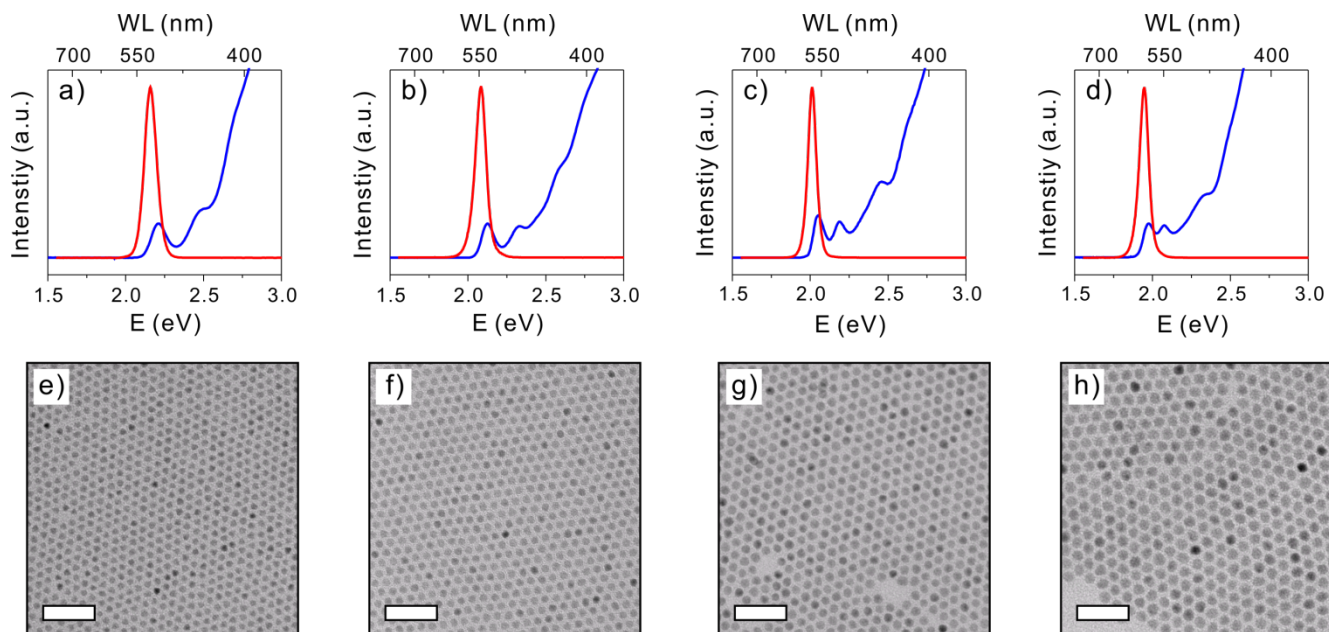 WL (nm)
700 550 400
a)
Intenstiy (a.u.)
1.5 2.0 2.5 3.0
E (eV)
WL (nm)
700 550 400
b)
Intenstiy (a.u.)
1.5 2.0 2.5 3.0
E (eV)
WL (nm)
700 550 400
c)
Intenstiy (a.u.)
1.5 2.0 2.5 3.0
E (eV)
WL (nm)
700 550 400
d)
Intenstiy (a.u.)
1.5 2.0 2.5 3.0
E (eV)
e)
f)
g)
h)